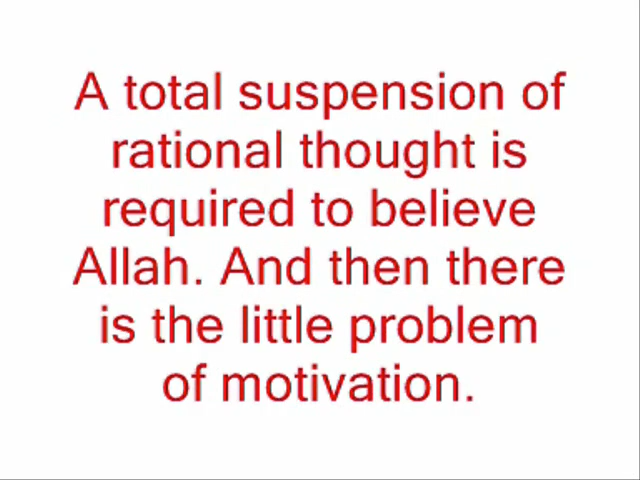 A total suspension of
rational thought is
required to believe
Allah. And then there
is the little problem
of motivation.